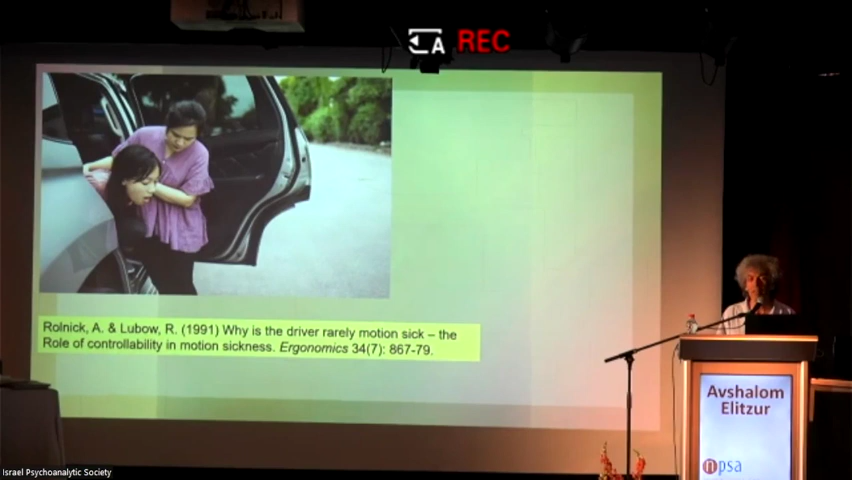 A REC
Rolnick, A. & Lubow, R. (1991) Why is the driver rarely motion sick – the
Role of controllability in motion sickness. Ergonomics 34(7): 867-79.
Avshalom
Elitzur
npsa
Israel Psychoanalytic Society